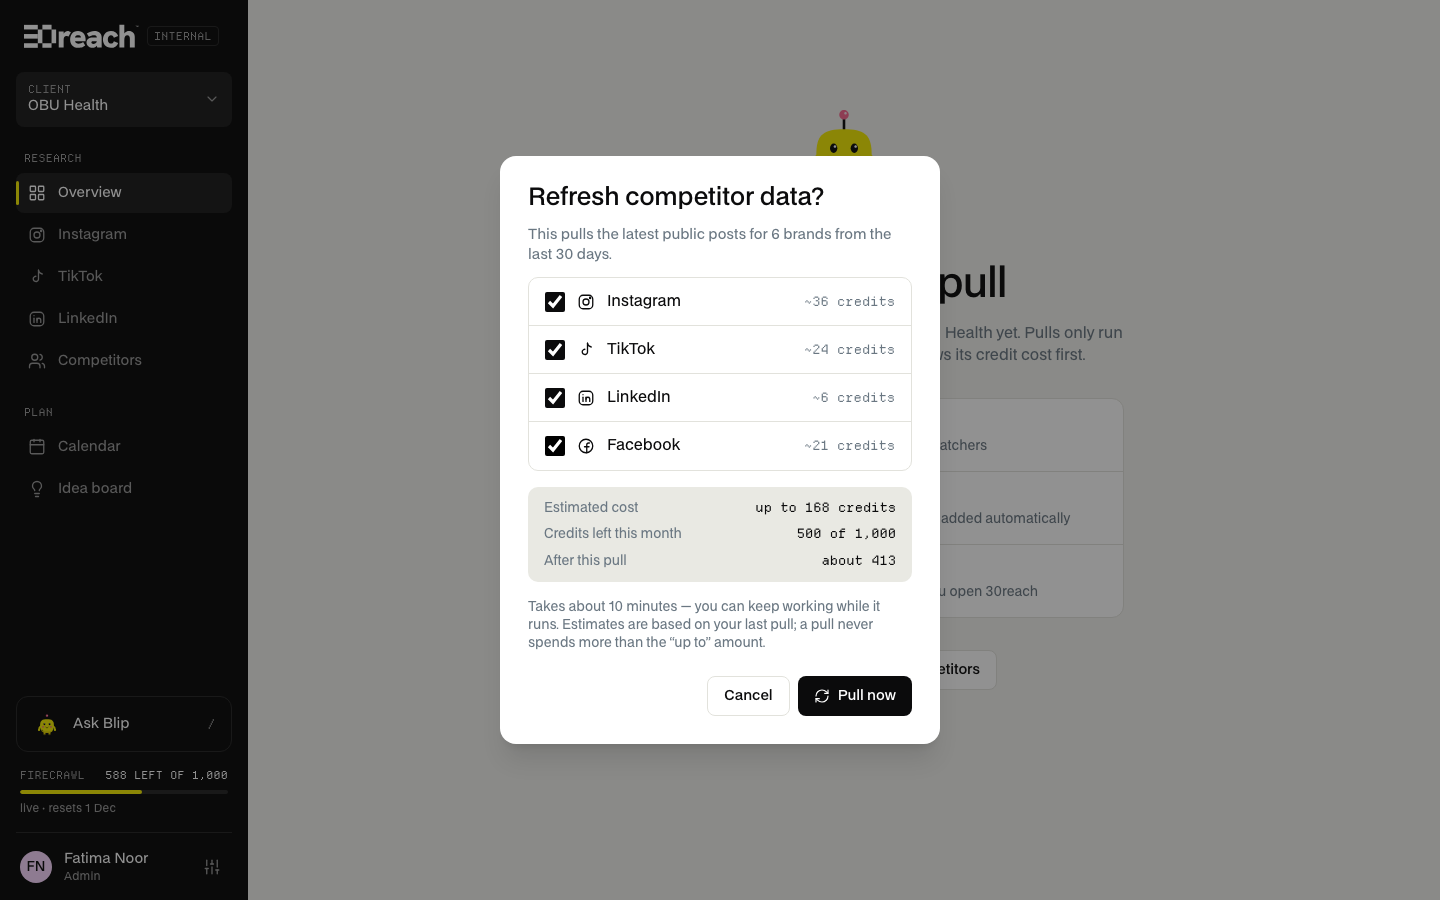 30reach
INTERNAL
CLIENT
OBU Health
RESEARCH
Overview
Instagram
TikTok
LinkedIn
Competitors
PLAN
Calendar
Idea board
Ask Blip /
FIRECRAWL 588 LEFT OF 1,000
live · resets 1 Dec
FN
Fatima Noor
Admin
pull
Health yet. Pulls only run
its credit cost first.
added automatically
open 30reach
Refresh competitor data?
This pulls the latest public posts for 6 brands from the
last 30 days.
Instagram ~36 credits
TikTok ~24 credits
LinkedIn ~6 credits
Facebook ~21 credits
Estimated cost up to 168 credits
Credits left this month 500 of 1,000
After this pull about 413
Takes about 10 minutes — you can keep working while it
runs. Estimates are based on your last pull; a pull never
spends more than the “up to” amount.
Cancel
Pull now